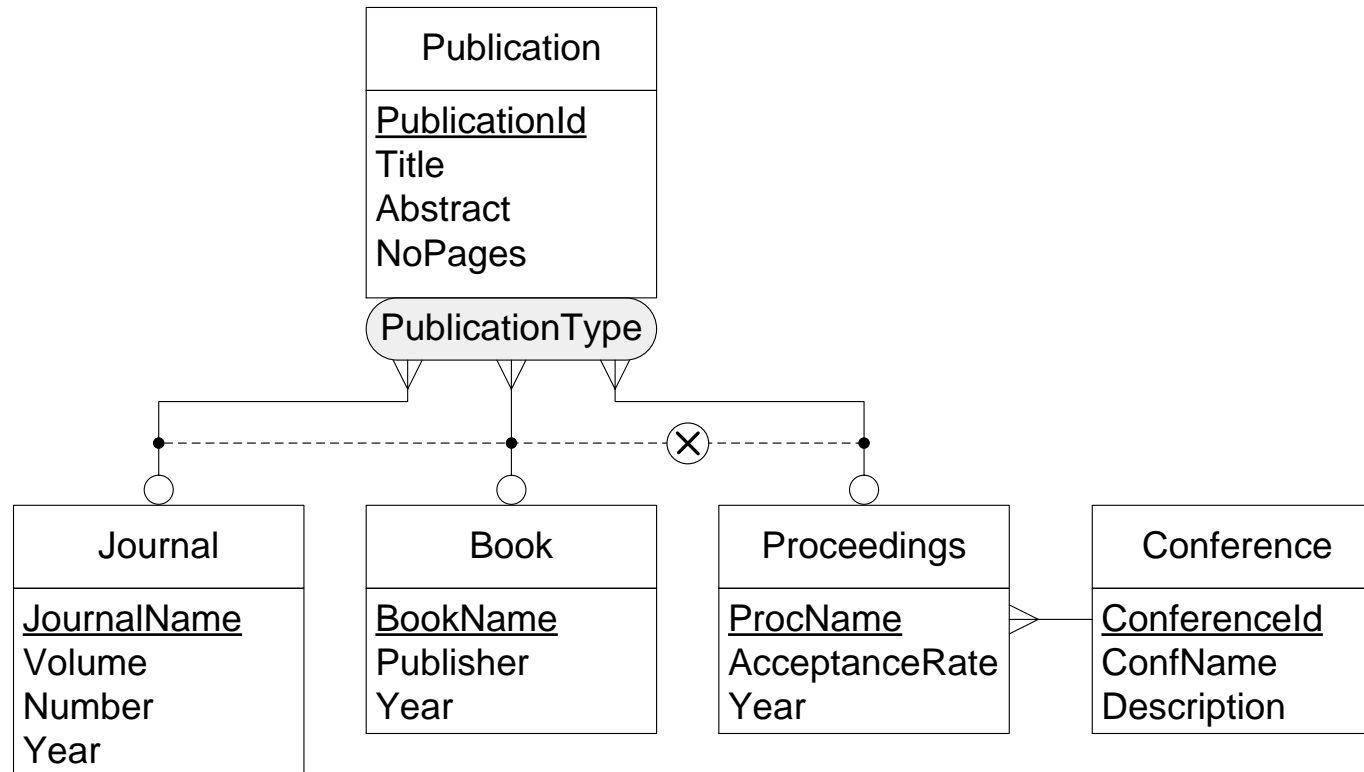 Publication
PublicationId
Title
Abstract
NoPages
PublicationType
Journal
JournalName
Volume
Number
Year
Book
BookName
Publisher
Year
Proceedings
ProcName
AcceptanceRate
Year
Conference
ConferenceId
ConfName
Description